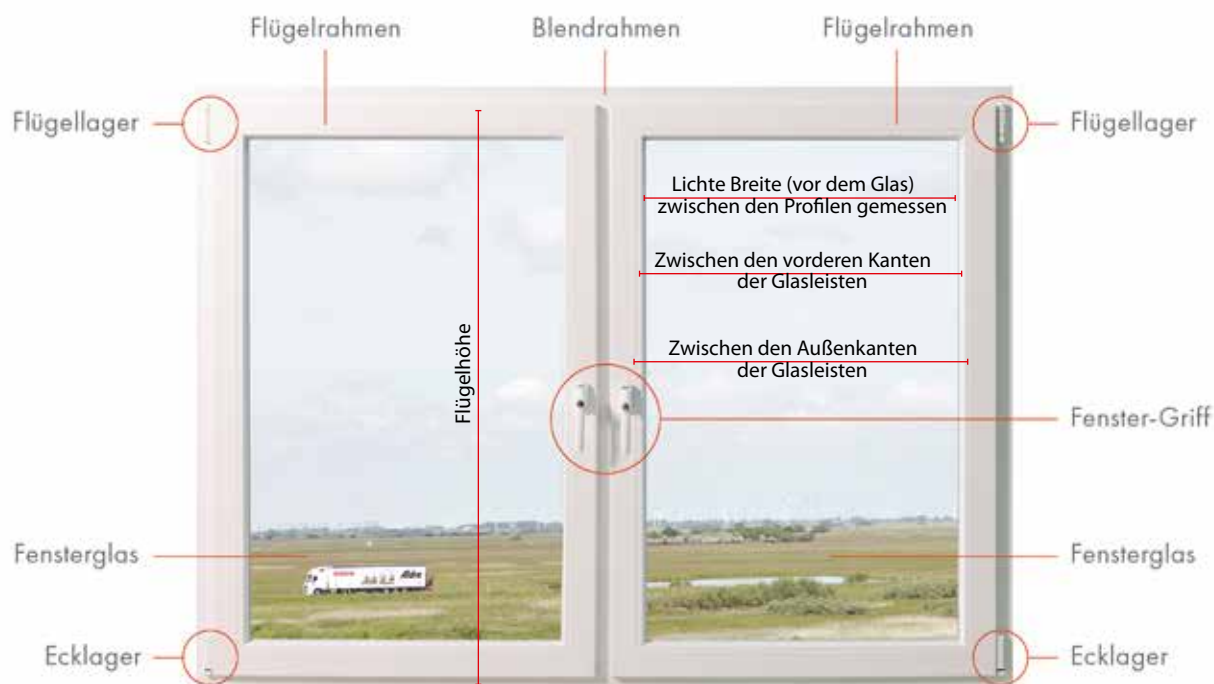 Flügelrahmen
Blendrahmen
Flügelrahmen
Flügellager
Flügellager
Lichte Breite (vor dem Glas)
zwischen den Profilen gemessen
Zwischen den vorderen Kanten
der Glasleisten
Flügelhöhe
Zwischen den Außenkanten
der Glasleisten
Fenster-Griff
Fensterglas
Fensterglas
Ecklager
Ecklager